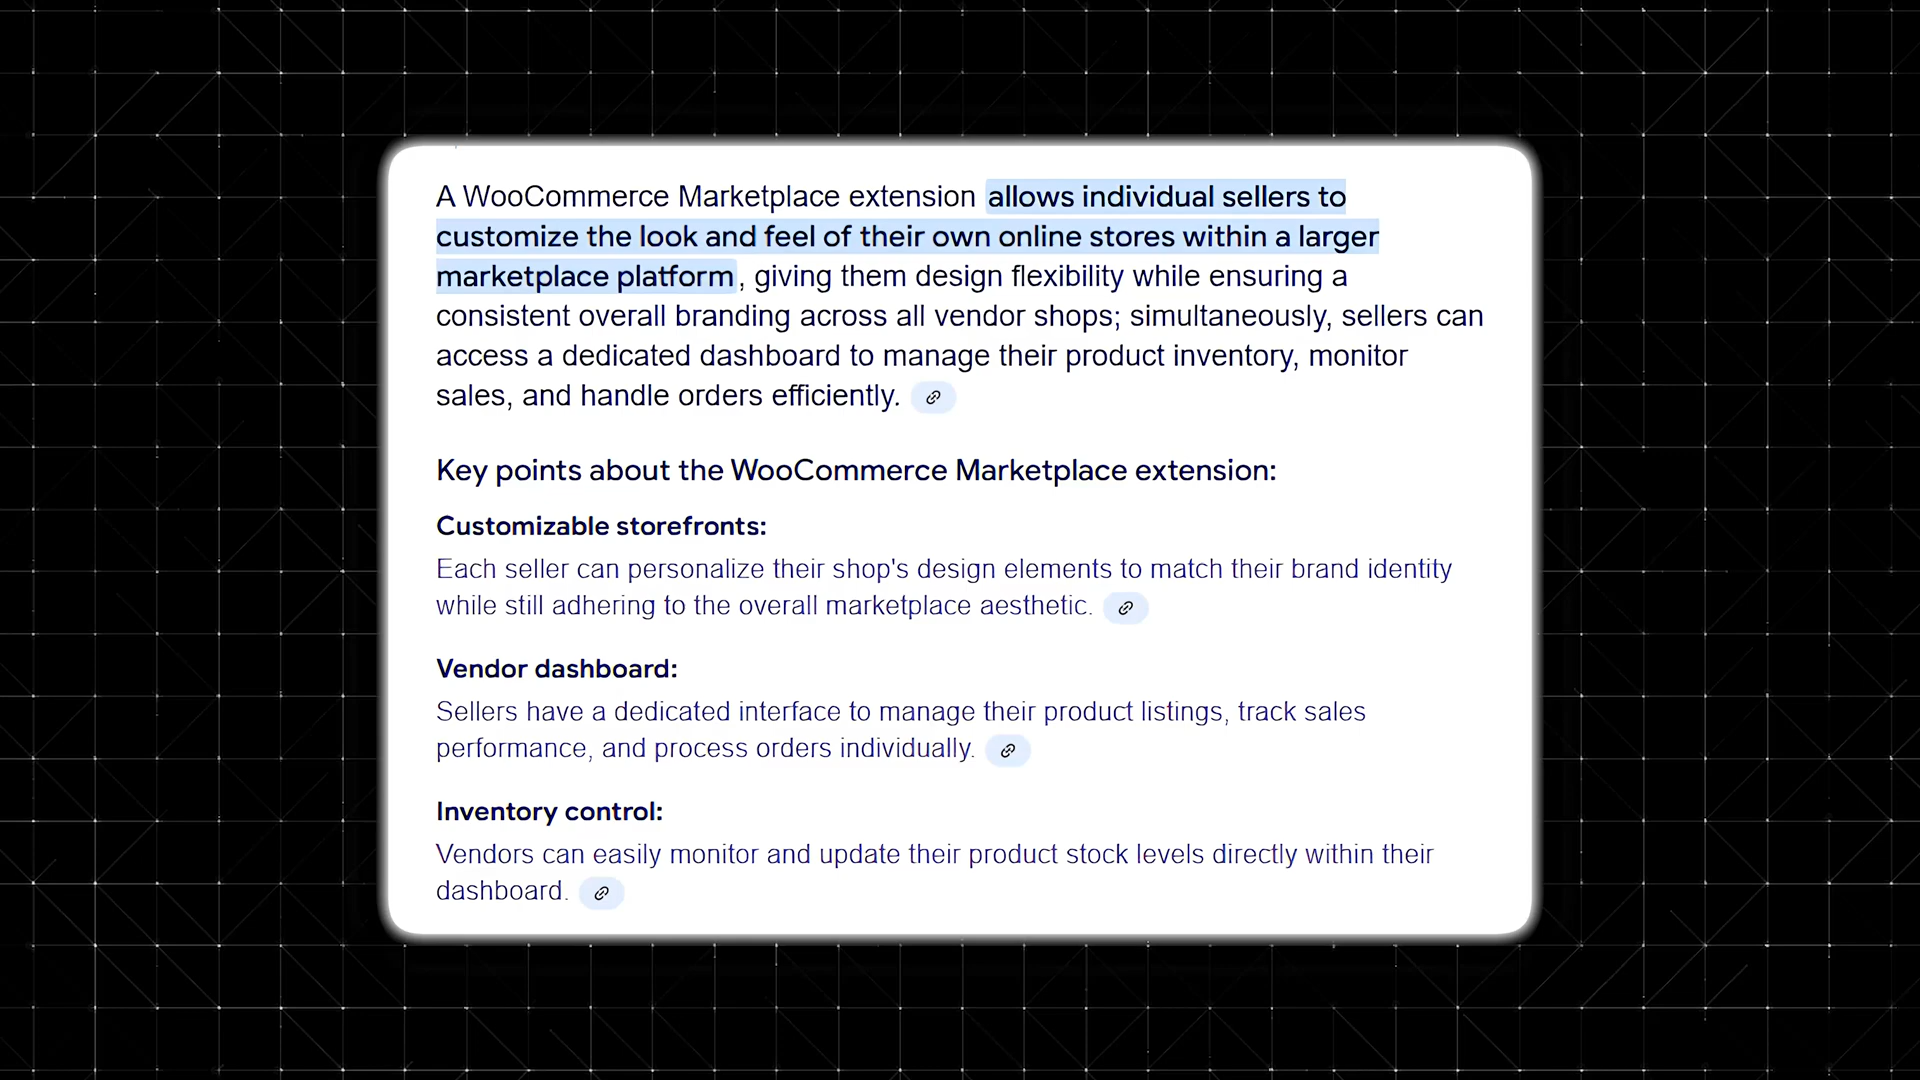 A WooCommerce Marketplace extension allows individual sellers to
customize the look and feel of their own online stores within a larger
marketplace platform, giving them design flexibility while ensuring a
consistent overall branding across all vendor shops; simultaneously, sellers can
access a dedicated dashboard to manage their product inventory, monitor
sales, and handle orders efficiently.
Key points about the WooCommerce Marketplace extension:
Customizable storefronts:
Each seller can personalize their shop's design elements to match their brand identity
while still adhering to the overall marketplace aesthetic.
Vendor dashboard:
Sellers have a dedicated interface to manage their product listings, track sales
performance, and process orders individually.
Inventory control:
Vendors can easily monitor and update their product stock levels directly within their
dashboard.